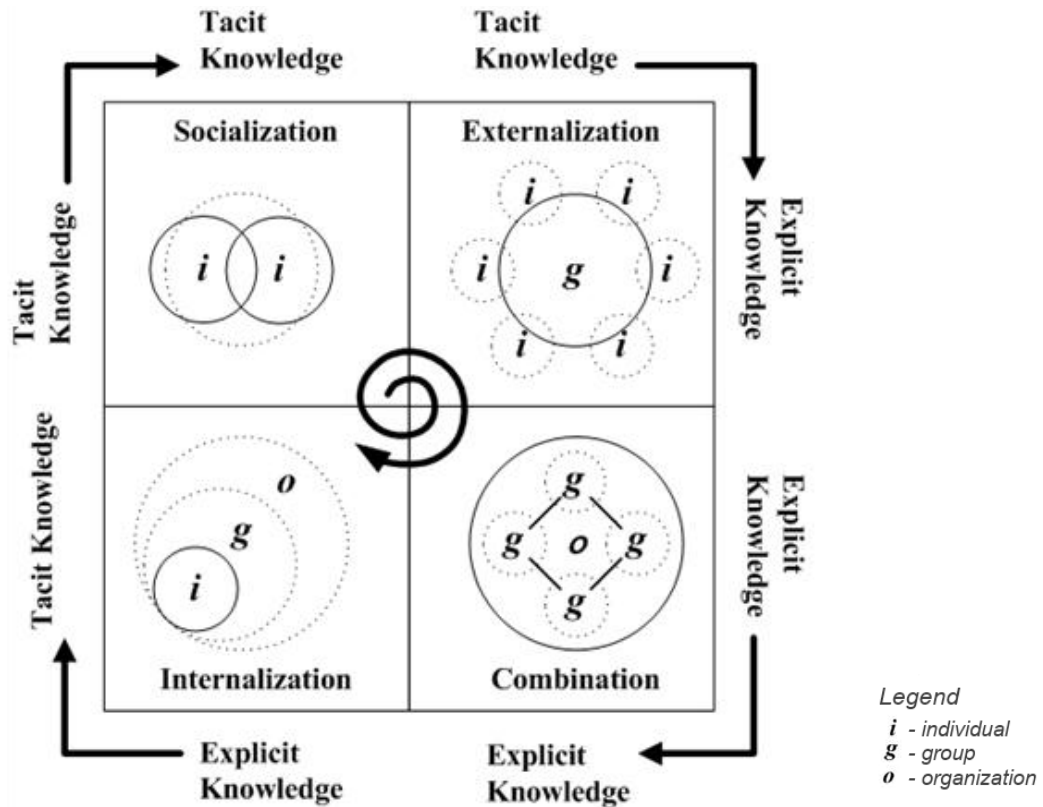 Tacit
Knowledge
Tacit
Knowledge
Socialization
Externalization
i
i
i
i
i
g
i
i
i
Tacit
Knowledge
Explicit
Knowledge
Tacit Knowledge
o
g
i
Internalization
g
g
o
g
g
Combination
Explicit
Knowledge
Explicit
Knowledge
Explicit
Knowledge
Legend
i - individual
g - group
o - organization